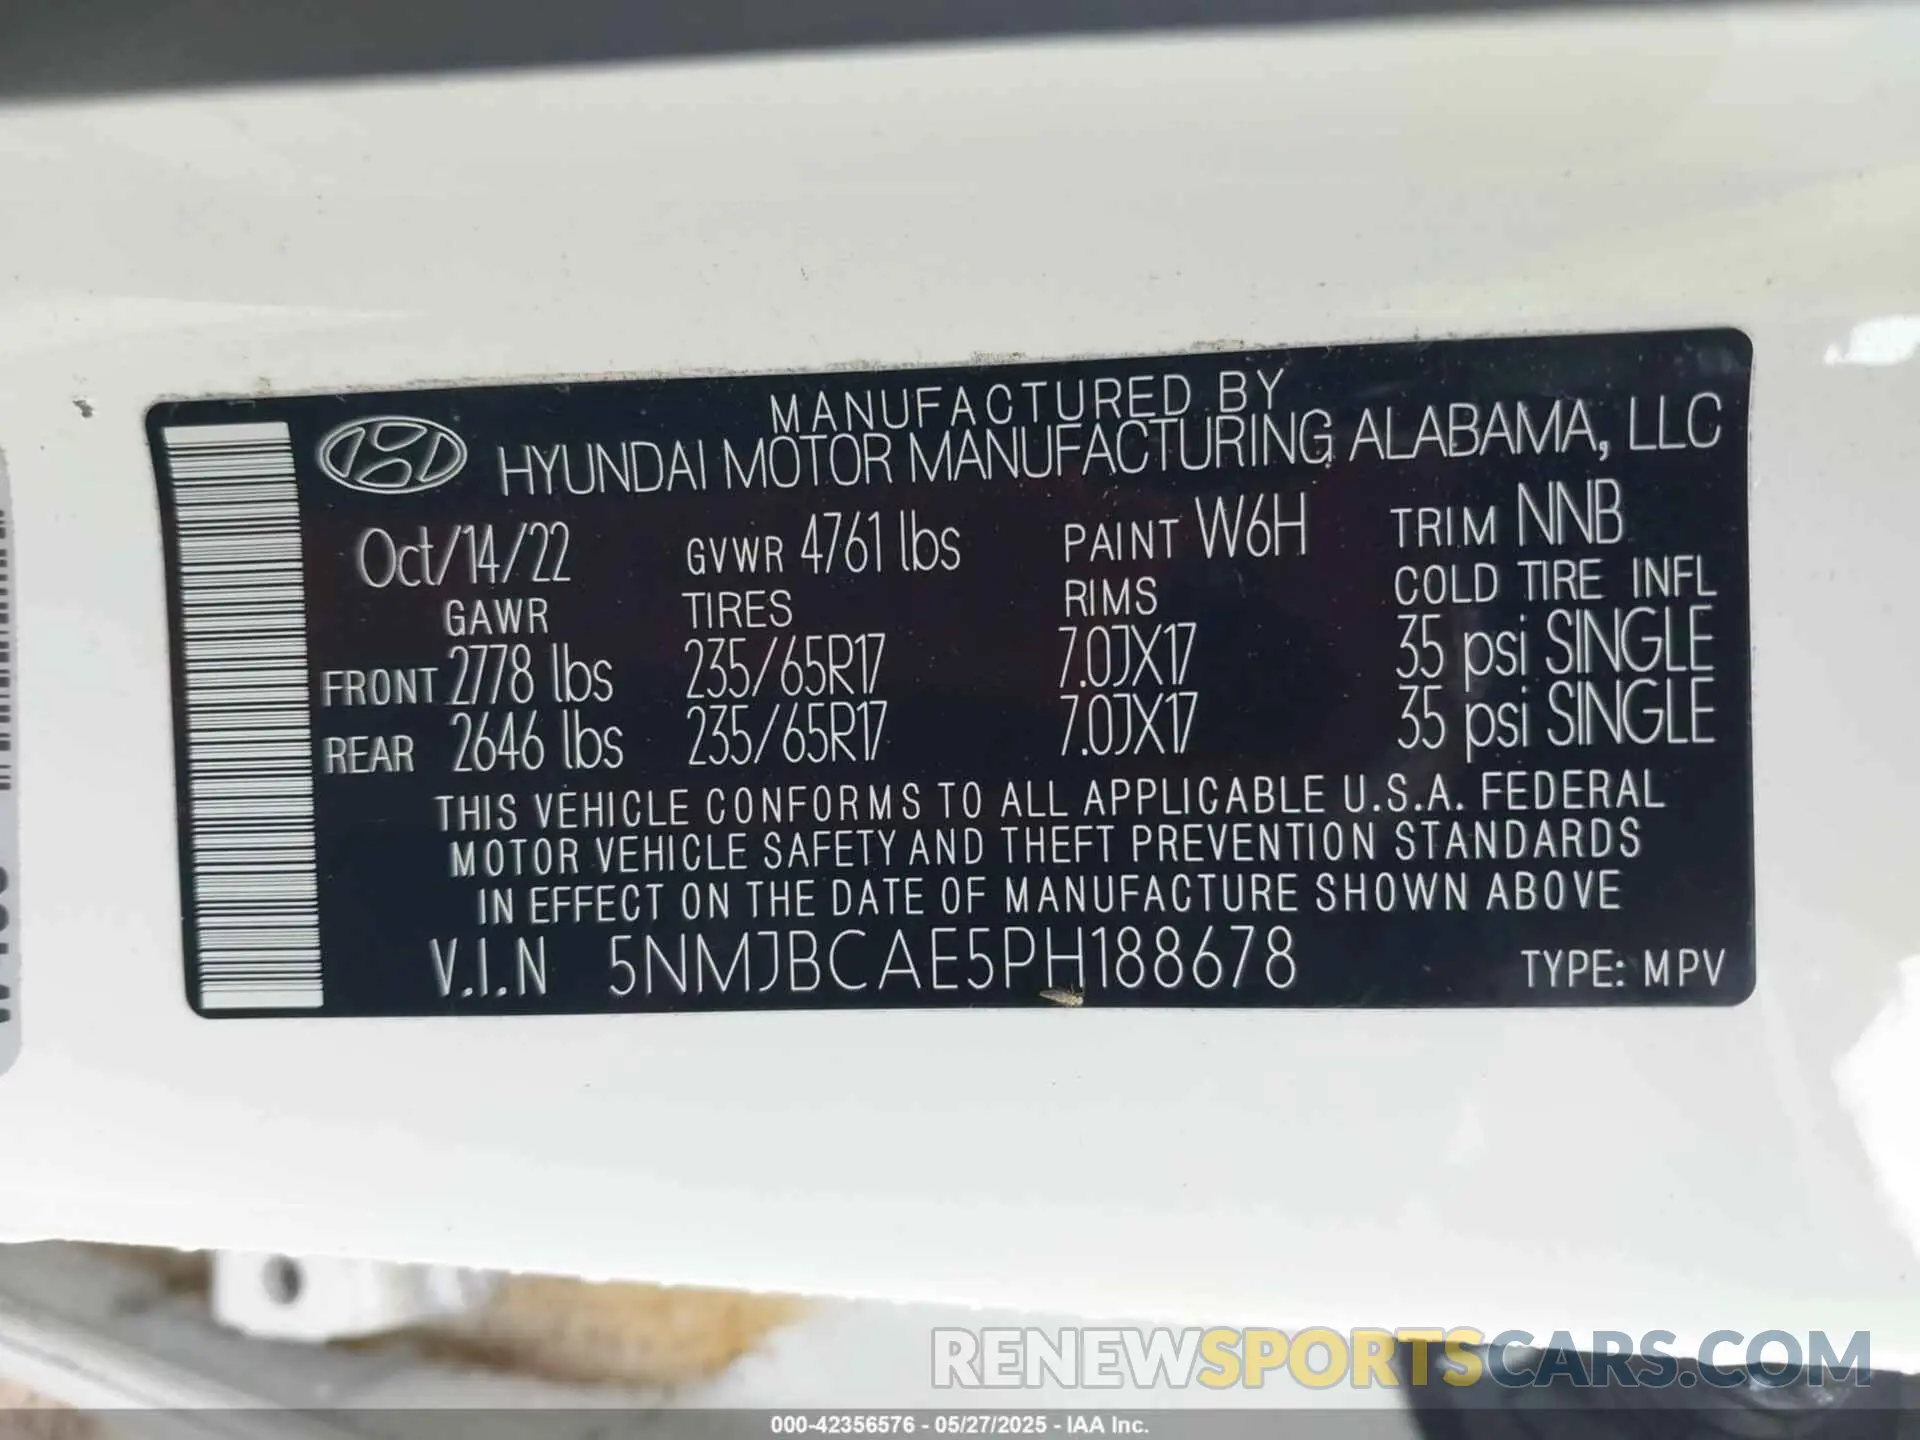 MANUFACTURED BY
HYUNDAI MOTOR MANUFACTURING ALABAMA, LLC
Oct/14/22 GVWR 4761 lbs PAINT W6H TRIM NNB
GAWR TIRES RIMS COLD TIRE INFL
FRONT 2778 lbs 235/65R17 7.0JX17 35 psi SINGLE
REAR 2646 lbs 235/65R17 7.0JX17 35 psi SINGLE
THIS VEHICLE CONFORMS TO ALL APPLICABLE U.S.A. FEDERAL
MOTOR VEHICLE SAFETY AND THEFT PREVENTION STANDARDS
IN EFFECT ON THE DATE OF MANUFACTURE SHOWN ABOVE
V.I.N 5NMJBCAE5PH188678 TYPE: MPV
RENEWSPORTSCARS.COM
000-42356576 - 05/27/2025 - IAA Inc.